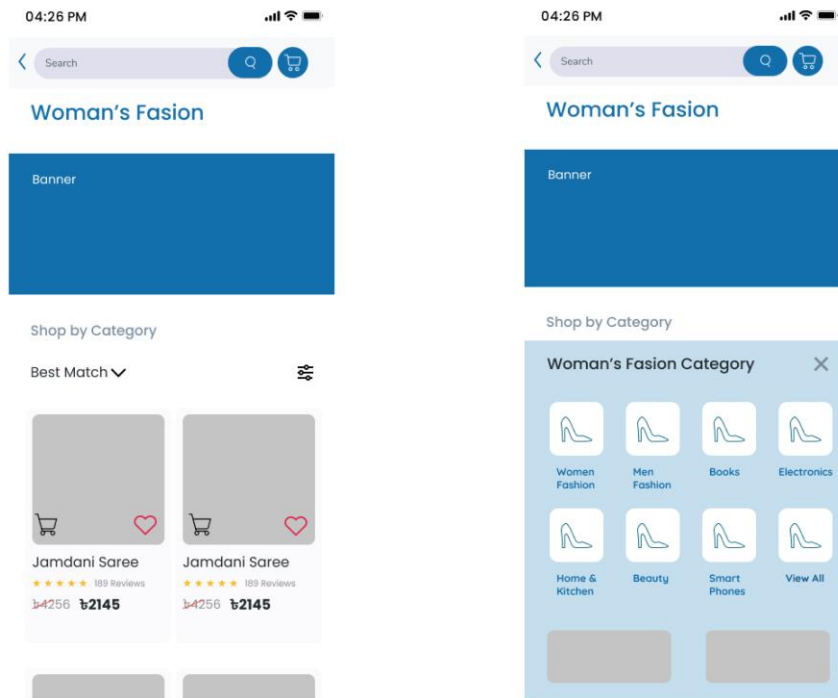 04:26 PM
Search
Woman's Fasion
Banner
Shop by Category
Best Match
Jamdani Saree
189 Reviews
৳4256 ৳2145
Jamdani Saree
189 Reviews
৳4256 ৳2145
04:26 PM
Search
Woman's Fasion
Banner
Shop by Category
Woman's Fasion Category
Women
Fashion
Men
Fashion
Books
Electronics
Home &
Kitchen
Beauty
Smart
Phones
View All